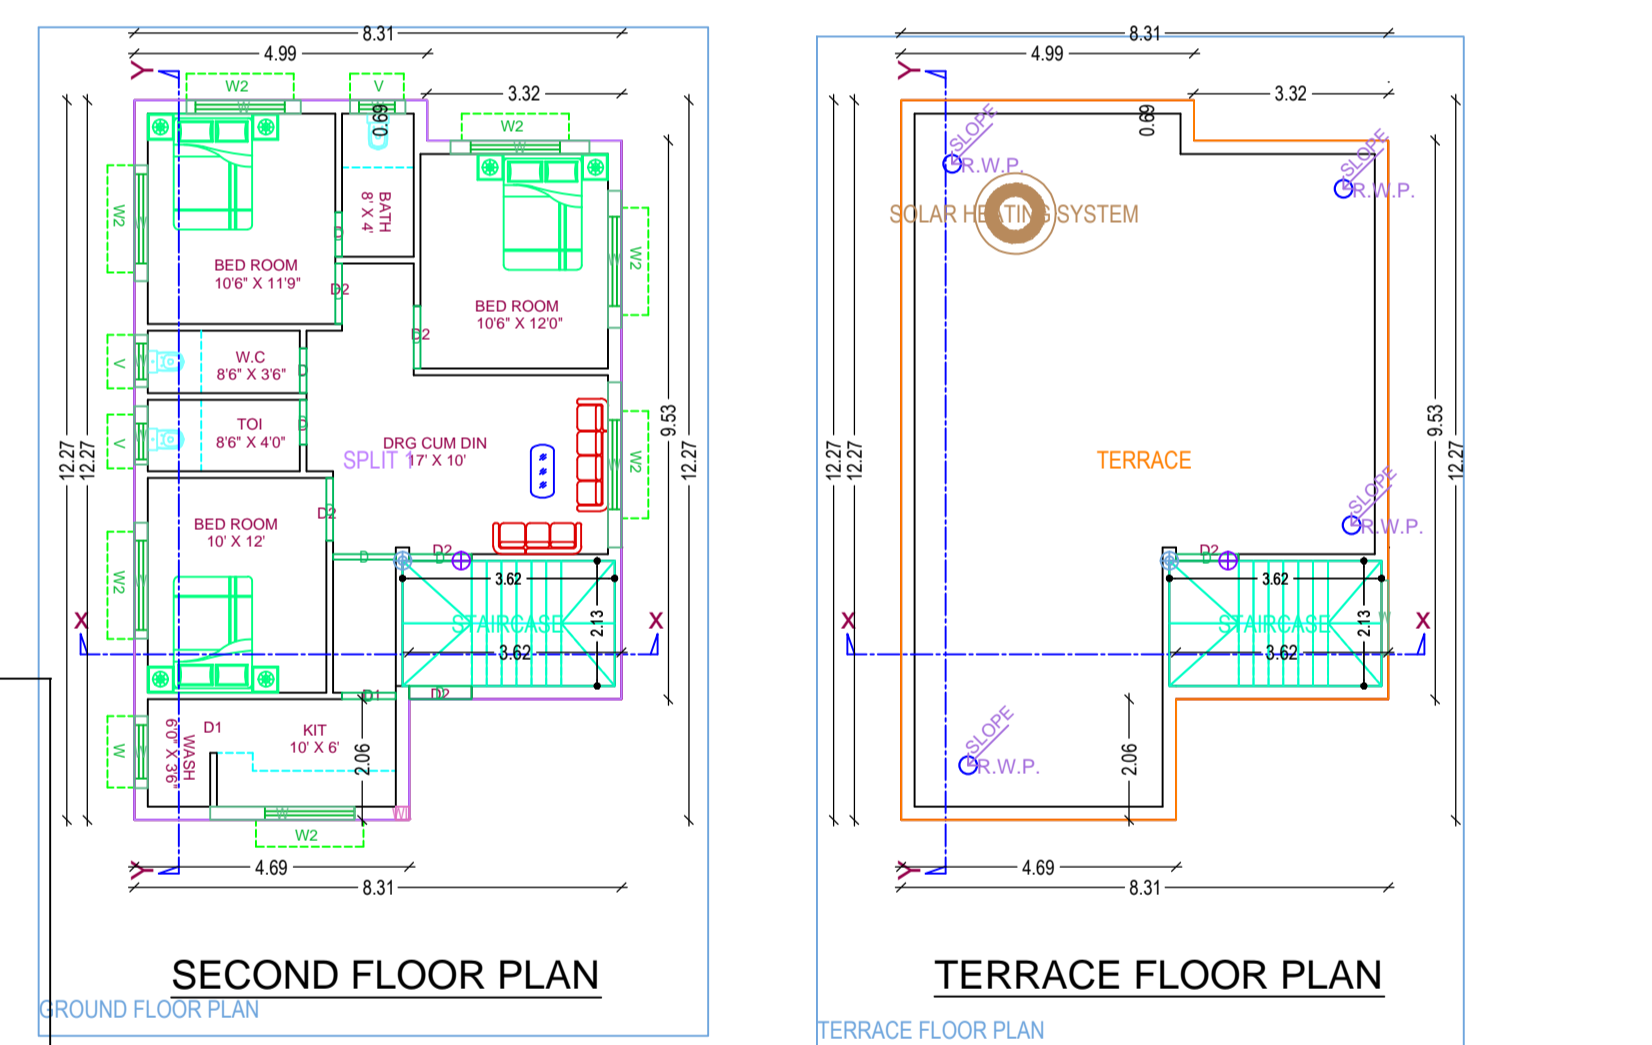 8.31
4.99
3.32
Y
W2
W
V
0.69
W2
W
W2
W
BATH
8' X 4'
D
BED ROOM
10'6" X 11'9"
D2
W2
BED ROOM
10'6" X 12'0"
D2
V
W.C
8'6" X 3'6"
D
V
TOI
8'6" X 4'0"
D
DRG CUM DIN
17' X 10'
SPLIT 1
W2
9.53
12.27
12.27
12.27
BED ROOM
10' X 12'
D2
W2
D
D2
D
3.62
STAIRCASE
2.13
3.62
X
X
D1
D2
W
WASH
6'0" X 3'6"
D1
KIT
10' X 6'
2.06
W
W2
Y
4.69
8.31
SECOND FLOOR PLAN
GROUND FLOOR PLAN
8.31
4.99
3.32
Y
0.69
SLOPE
R.W.P.
SLOPE
R.W.P.
SOLAR HEATING SYSTEM
TERRACE
9.53
12.27
12.27
12.27
SLOPE
R.W.P.
D2
D
3.62
STAIRCASE
2.13
3.62
W
X
X
SLOPE
R.W.P.
2.06
Y
4.69
8.31
TERRACE FLOOR PLAN
TERRACE FLOOR PLAN